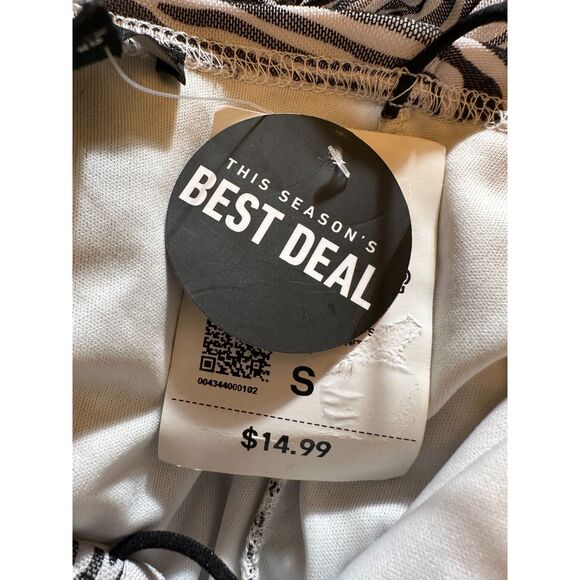 THIS SEASON'S
BEST DEAL
S
004344000102
$14.99